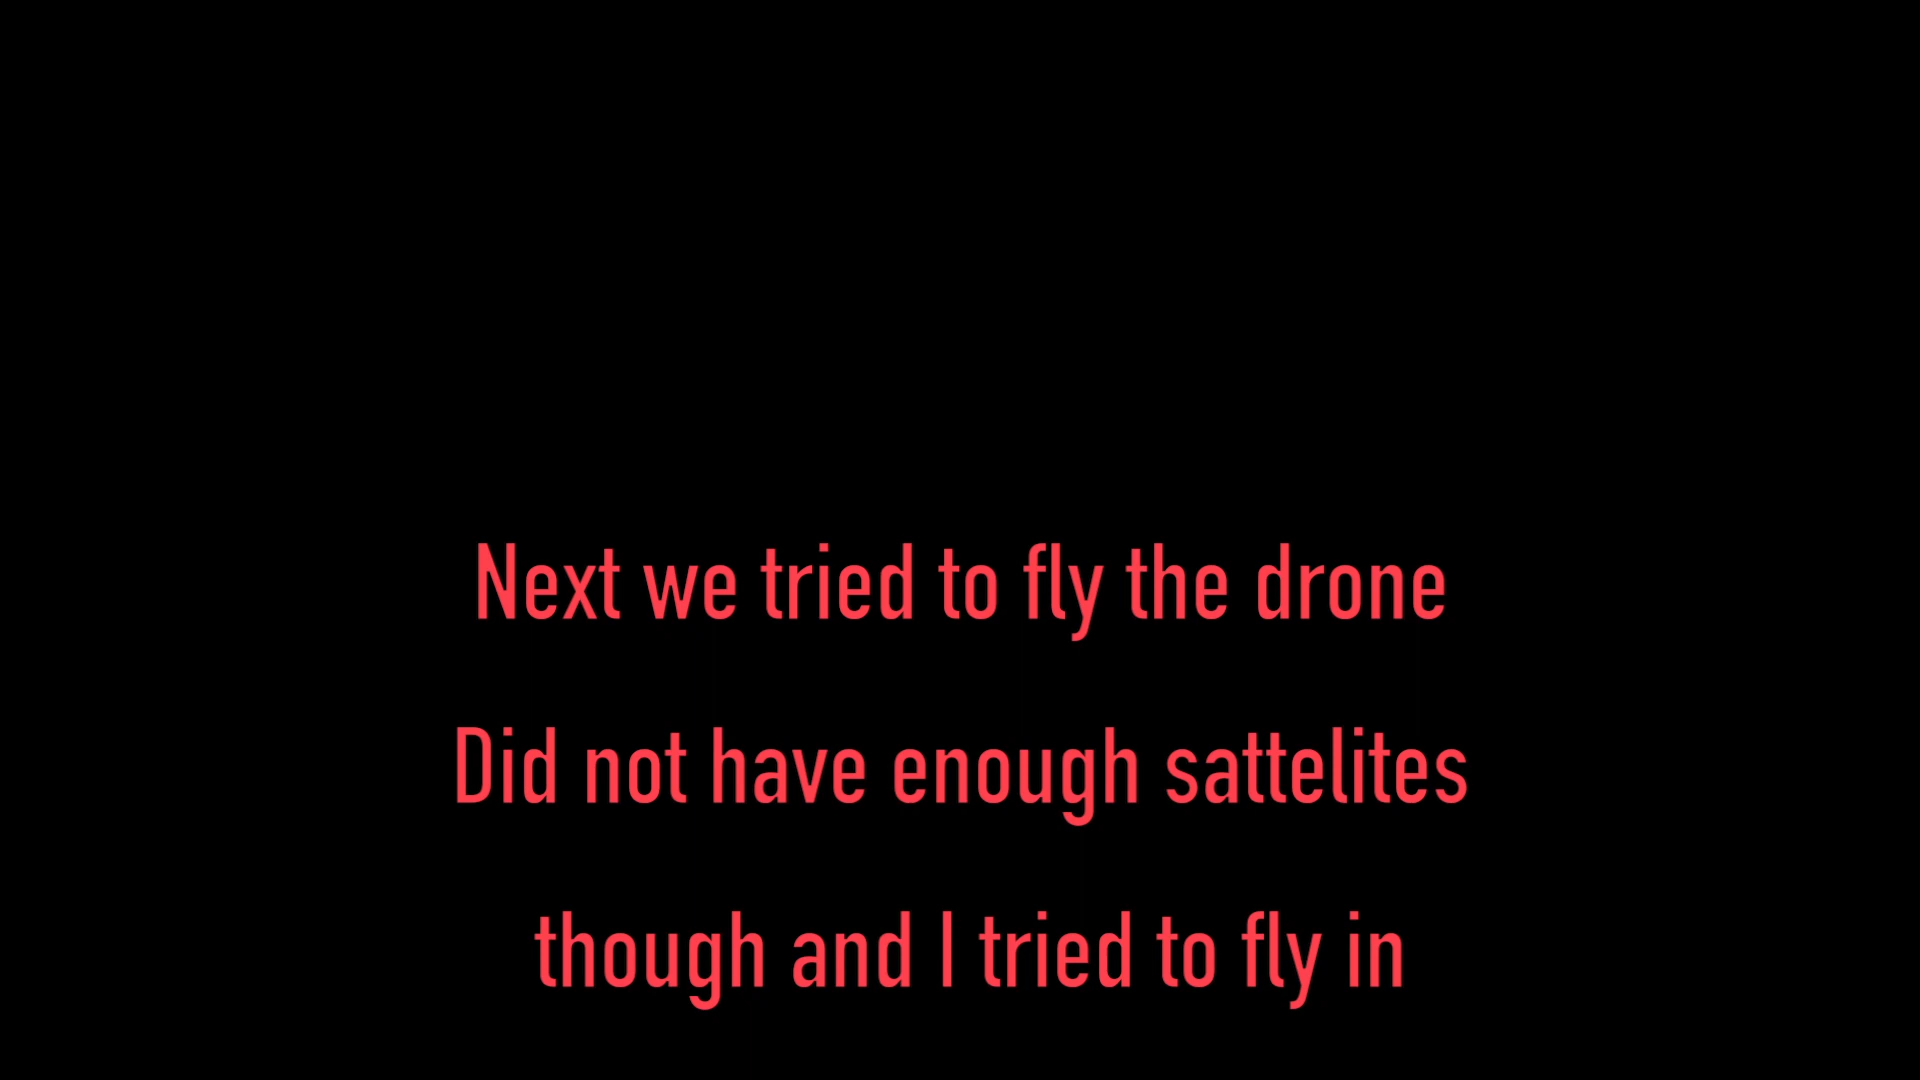 Next we tried to fly the drone
Did not have enough sattelites
though and I tried to fly in